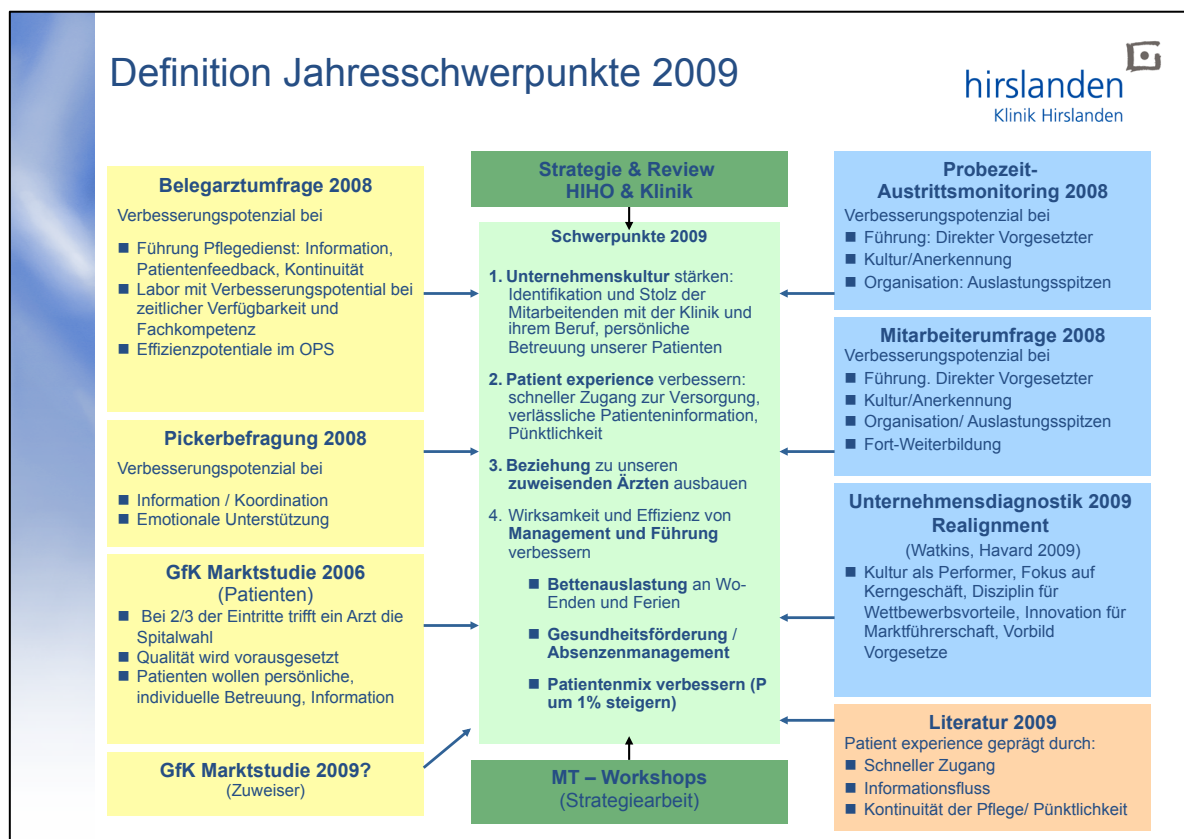 Definition Jahresschwerpunkte 2009
hirslanden
Klinik Hirslanden
Belegarztumfrage 2008
Verbesserungspotenzial bei
Führung Pflegedienst: Information,
Patientenfeedback, Kontinuität
Labor mit Verbesserungspotential bei
zeitlicher Verfügbarkeit und
Fachkompetenz
Effizienzpotentiale im OPS
Pickerbefragung 2008
Verbesserungspotenzial bei
Information / Koordination
Emotionale Unterstützung
GfK Marktstudie 2006
(Patienten)
Bei 2/3 der Eintritte trifft ein Arzt die
Spitalwahl
Qualität wird vorausgesetzt
Patienten wollen persönliche,
individuelle Betreuung, Information
GfK Marktstudie 2009?
(Zuweiser)
Strategie & Review
HIHO & Klinik
Schwerpunkte 2009
1. Unternehmenskultur stärken:
Identifikation und Stolz der
Mitarbeitenden mit der Klinik und
ihrem Beruf, persönliche
Betreuung unserer Patienten
2. Patient experience verbessern:
schneller Zugang zur Versorgung,
verlässliche Patienteninformation,
Pünktlichkeit
3. Beziehung zu unseren
zuweisenden Ärzten ausbauen
4. Wirksamkeit und Effizienz von
Management und Führung
verbessern
Bettenauslastung an Wo-
Enden und Ferien
Gesundheitsförderung /
Absenzenmanagement
Patientenmix verbessern (P
um 1% steigern)
MT – Workshops
(Strategiearbeit)
Probezeit-
Austrittsmonitoring 2008
Verbesserungspotenzial bei
Führung: Direkter Vorgesetzter
Kultur/Anerkennung
Organisation: Auslastungsspitzen
Mitarbeiterumfrage 2008
Verbesserungspotenzial bei
Führung. Direkter Vorgesetzter
Kultur/Anerkennung
Organisation/ Auslastungsspitzen
Fort-Weiterbildung
Unternehmensdiagnostik 2009
Realignment
(Watkins, Havard 2009)
Kultur als Performer, Fokus auf
Kerngeschäft, Disziplin für
Wettbewerbsvorteile, Innovation für
Marktführerschaft, Vorbild
Vorgesetze
Literatur 2009
Patient experience geprägt durch:
Schneller Zugang
Informationsfluss
Kontinuität der Pflege/ Pünktlichkeit